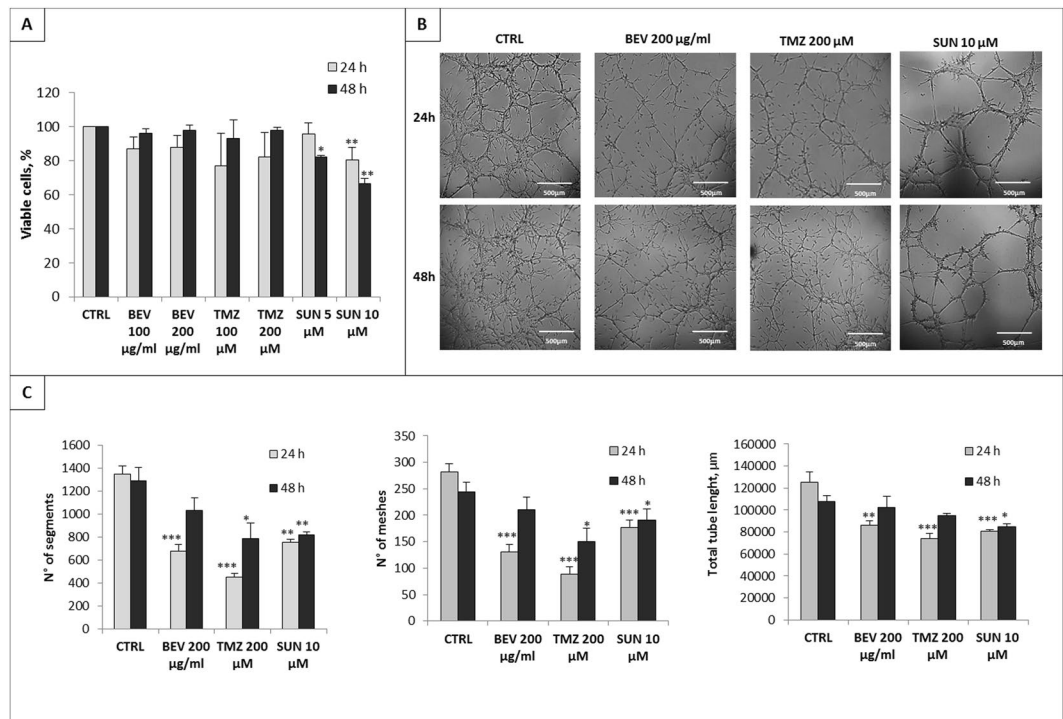 A
24 h
48 h
120
100
80
60
40
20
0
Viable cells, %
**
*
**
CTRL
BEV 100 µg/ml
BEV 200 µg/ml
TMZ 100 µM
TMZ 200 µM
SUN 5 µM
SUN 10 µM
B
CTRL
BEV 200 µg/ml
TMZ 200 µM
SUN 10 µM
24h
500µm
500µm
500µm
500µm
48h
500µm
500µm
500µm
500µm
C
1600
1400
1200
1000
800
600
400
200
0
N° of segments
24 h
48 h
***
***
*
**
**
CTRL
BEV 200 µg/ml
TMZ 200 µM
SUN 10 µM
350
300
250
200
150
100
50
0
N° of meshes
24 h
48 h
***
***
*
***
*
CTRL
BEV 200 µg/ml
TMZ 200 µM
SUN 10 µM
160000
140000
120000
100000
80000
60000
40000
20000
0
Total tube lenght, µm
24 h
48 h
**
***
***
*
CTRL
BEV 200 µg/ml
TMZ 200 µM
SUN 10 µM